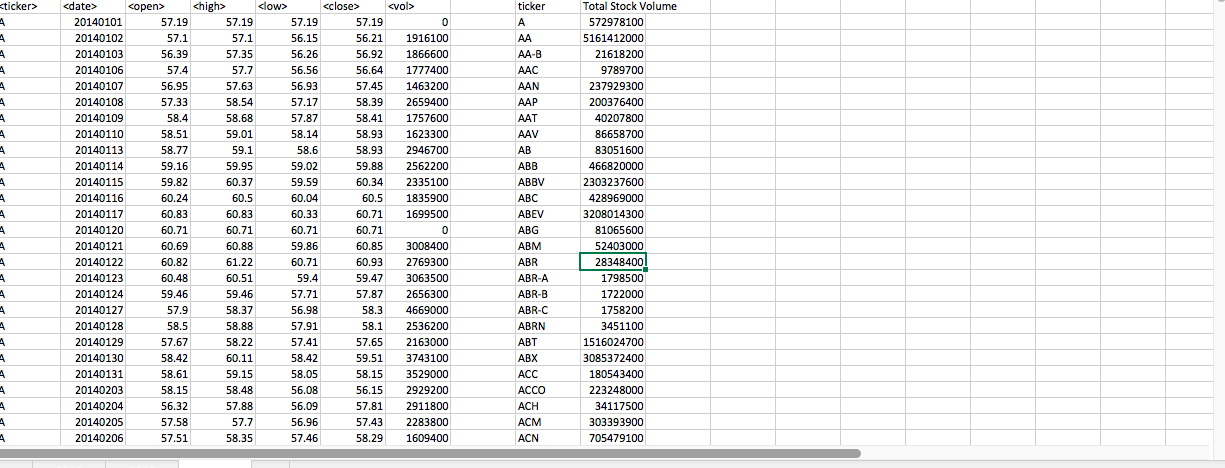 <ticker> <date> <open> <high> <low> <close> <vol> ticker Total Stock Volume
A 20140101 57.19 57.19 57.19 57.19 0 A 572978100
A 20140102 57.1 57.1 56.15 56.21 1916100 AA 5161412000
A 20140103 56.39 57.35 56.26 56.92 1866600 AA-B 21618200
A 20140106 57.4 57.7 56.56 56.64 1777400 AAC 9789700
A 20140107 56.95 57.63 56.93 57.45 1463200 AAN 237929300
A 20140108 57.33 58.54 57.17 58.39 2659400 AAP 200376400
A 20140109 58.4 58.68 57.87 58.41 1757600 AAT 40207800
A 20140110 58.51 59.01 58.14 58.93 1623300 AAV 86658700
A 20140113 58.77 59.1 58.6 58.93 2946700 AB 83051600
A 20140114 59.16 59.95 59.02 59.88 2562200 ABB 466820000
A 20140115 59.82 60.37 59.59 60.34 2335100 ABBV 2303237600
A 20140116 60.24 60.5 60.04 60.5 1835900 ABC 428969000
A 20140117 60.83 60.83 60.33 60.71 1699500 ABEV 3208014300
A 20140120 60.71 60.71 60.71 60.71 0 ABG 81065600
A 20140121 60.69 60.88 59.86 60.85 3008400 ABM 52403000
A 20140122 60.82 61.22 60.71 60.93 2769300 ABR 28348400
A 20140123 60.48 60.51 59.4 59.47 3063500 ABR-A 1798500
A 20140124 59.46 59.46 57.71 57.87 2656300 ABR-B 1722000
A 20140127 57.9 58.37 56.98 58.3 4669000 ABR-C 1758200
A 20140128 58.5 58.88 57.91 58.1 2536200 ABRN 3451100
A 20140129 57.67 58.22 57.41 57.65 2163000 ABT 1516024700
A 20140130 58.42 60.11 58.42 59.51 3743100 ABX 3085372400
A 20140131 58.61 59.15 58.05 58.15 3529000 ACC 180543400
A 20140203 58.15 58.48 56.08 56.15 2929200 ACCO 223248000
A 20140204 56.32 57.88 56.09 57.81 2911800 ACH 34117500
A 20140205 57.58 57.7 56.96 57.43 2283800 ACM 303393900
A 20140206 57.51 58.35 57.46 58.29 1609400 ACN 705479100